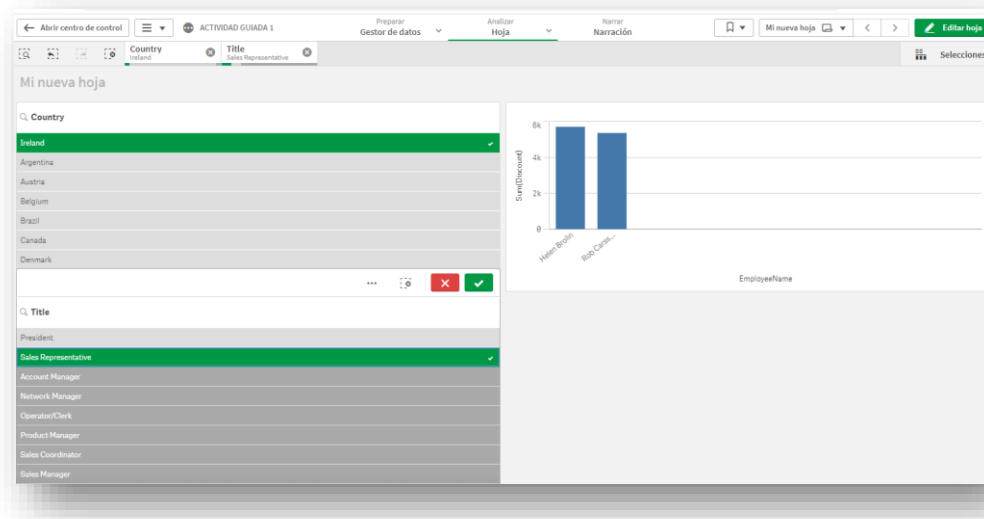 Abrir centro de control
ACTIVIDAD GUIADA 1
Preparar
Gestor de datos
Analizar
Hoja
Narrar
Narración
Mi nueva hoja
Editar hoja
Country
Ireland
Title
Sales Representative
Selecciones
Mi nueva hoja
Country
Ireland
Argentina
Austria
Belgium
Brazil
Canada
Denmark
Title
President
Sales Representative
Account Manager
Network Manager
Operator/Clerk
Product Manager
Sales Coordinator
Sales Manager
6k
4k
2k
0
Sum(Discount)
Helen Brolin
Rob Caras...
EmployeeName